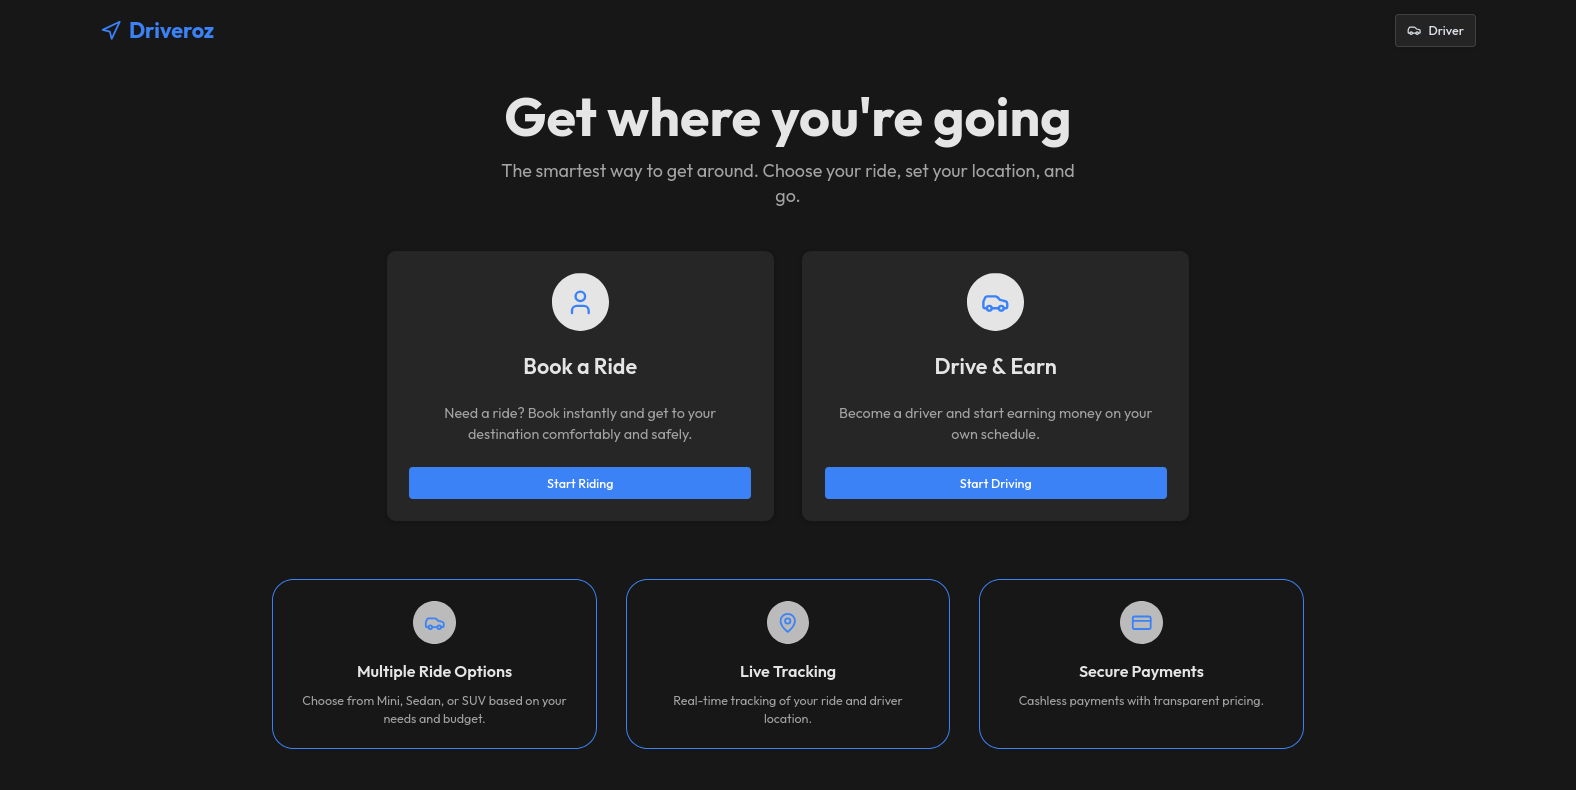 Driveroz
Driver
Get where you're going
The smartest way to get around. Choose your ride, set your location, and
go.
Book a Ride
Need a ride? Book instantly and get to your
destination comfortably and safely.
Start Riding
Drive & Earn
Become a driver and start earning money on your
own schedule.
Start Driving
Multiple Ride Options
Choose from Mini, Sedan, or SUV based on your
needs and budget.
Live Tracking
Real-time tracking of your ride and driver
location.
Secure Payments
Cashless payments with transparent pricing.